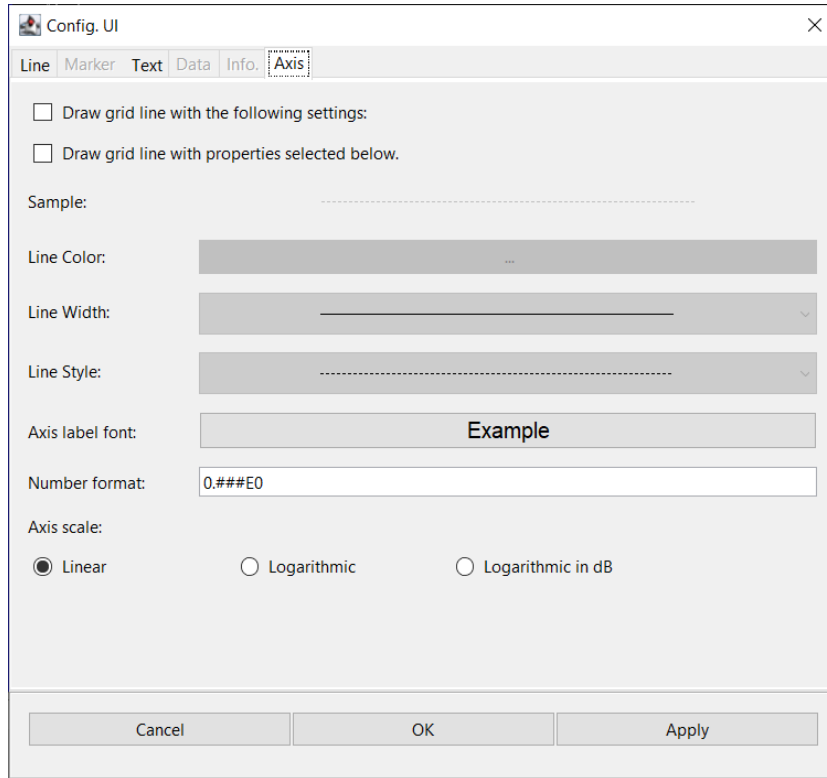 Config. UI
Line Marker Text Data Info. Axis
Draw grid line with the following settings:
Draw grid line with properties selected below.
Sample:
Line Color: ...
Line Width:
Line Style:
Axis label font: Example
Number format: 0.###E0
Axis scale:
Linear Logarithmic Logarithmic in dB
Cancel OK Apply